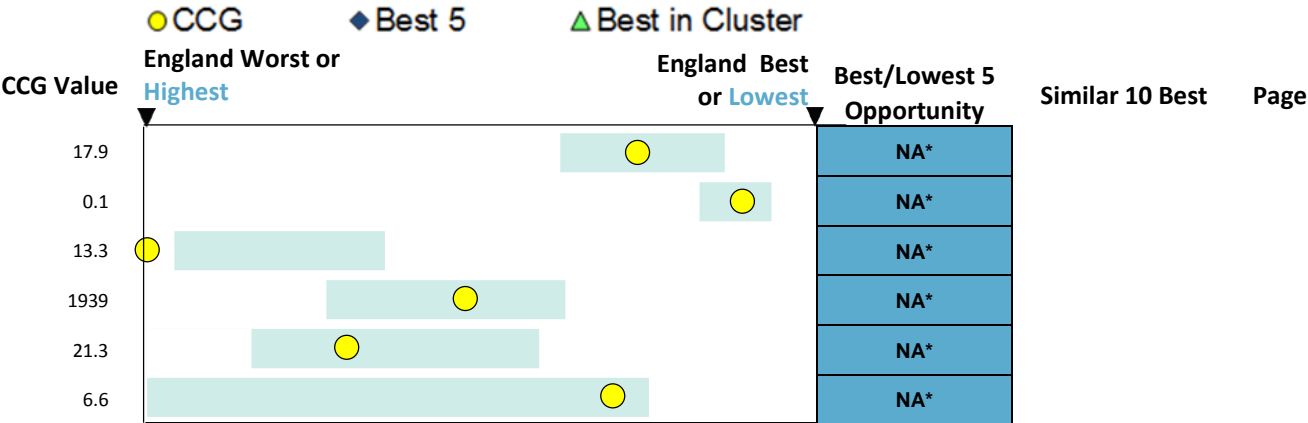 CCG Best 5 Best in Cluster
CCG Value England Worst or Highest England Best or Lowest Best/Lowest 5 Opportunity Similar 10 Best Page
17.9 NA*
0.1 NA*
13.3 NA*
1939 NA*
21.3 NA*
6.6 NA*